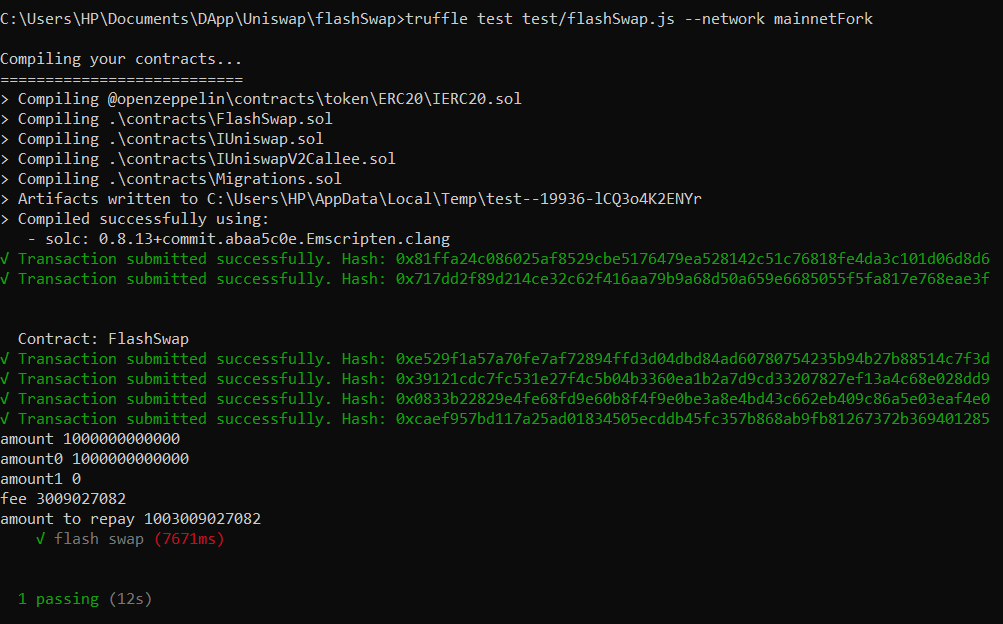 C:\Users\HP\Documents\DApp\Uniswap\flashSwap>truffle test test/flashSwap.js --network mainnetFork
Compiling your contracts...
===========================
> Compiling @openzeppelin\contracts\token\ERC20\IERC20.sol
> Compiling .\contracts\FlashSwap.sol
> Compiling .\contracts\IUniswap.sol
> Compiling .\contracts\IUniswapV2Callee.sol
> Compiling .\contracts\Migrations.sol
> Artifacts written to C:\Users\HP\AppData\Local\Temp\test--19936-lCQ3o4K2ENYr
> Compiled successfully using:
- solc: 0.8.13+commit.abaa5c0e.Emscripten.clang
√ Transaction submitted successfully. Hash: 0x81ffa24c086025af8529cbe5176479ea528142c51c76818fe4da3c101d06d8d6
√ Transaction submitted successfully. Hash: 0x717dd2f89d214ce32c62f416aa79b9a68d50a659e6685055f5fa817e768eae3f
Contract: FlashSwap
√ Transaction submitted successfully. Hash: 0xe529f1a57a70fe7af72894ffd3d04dbd84ad60780754235b94b27b88514c7f3d
√ Transaction submitted successfully. Hash: 0x39121cdc7fc531e27f4c5b04b3360ea1b2a7d9cd33207827ef13a4c68e028dd9
√ Transaction submitted successfully. Hash: 0x0833b22829e4fe68fd9e60b8f4f9e0be3a8e4bd43c662eb409c86a5e03eaf4e0
√ Transaction submitted successfully. Hash: 0xcaef957bd117a25ad01834505ecddb45fc357b868ab9fb81267372b369401285
amount 1000000000000
amount0 1000000000000
amount1 0
fee 3009027082
amount to repay 1003009027082
√ flash swap (7671ms)
1 passing (12s)